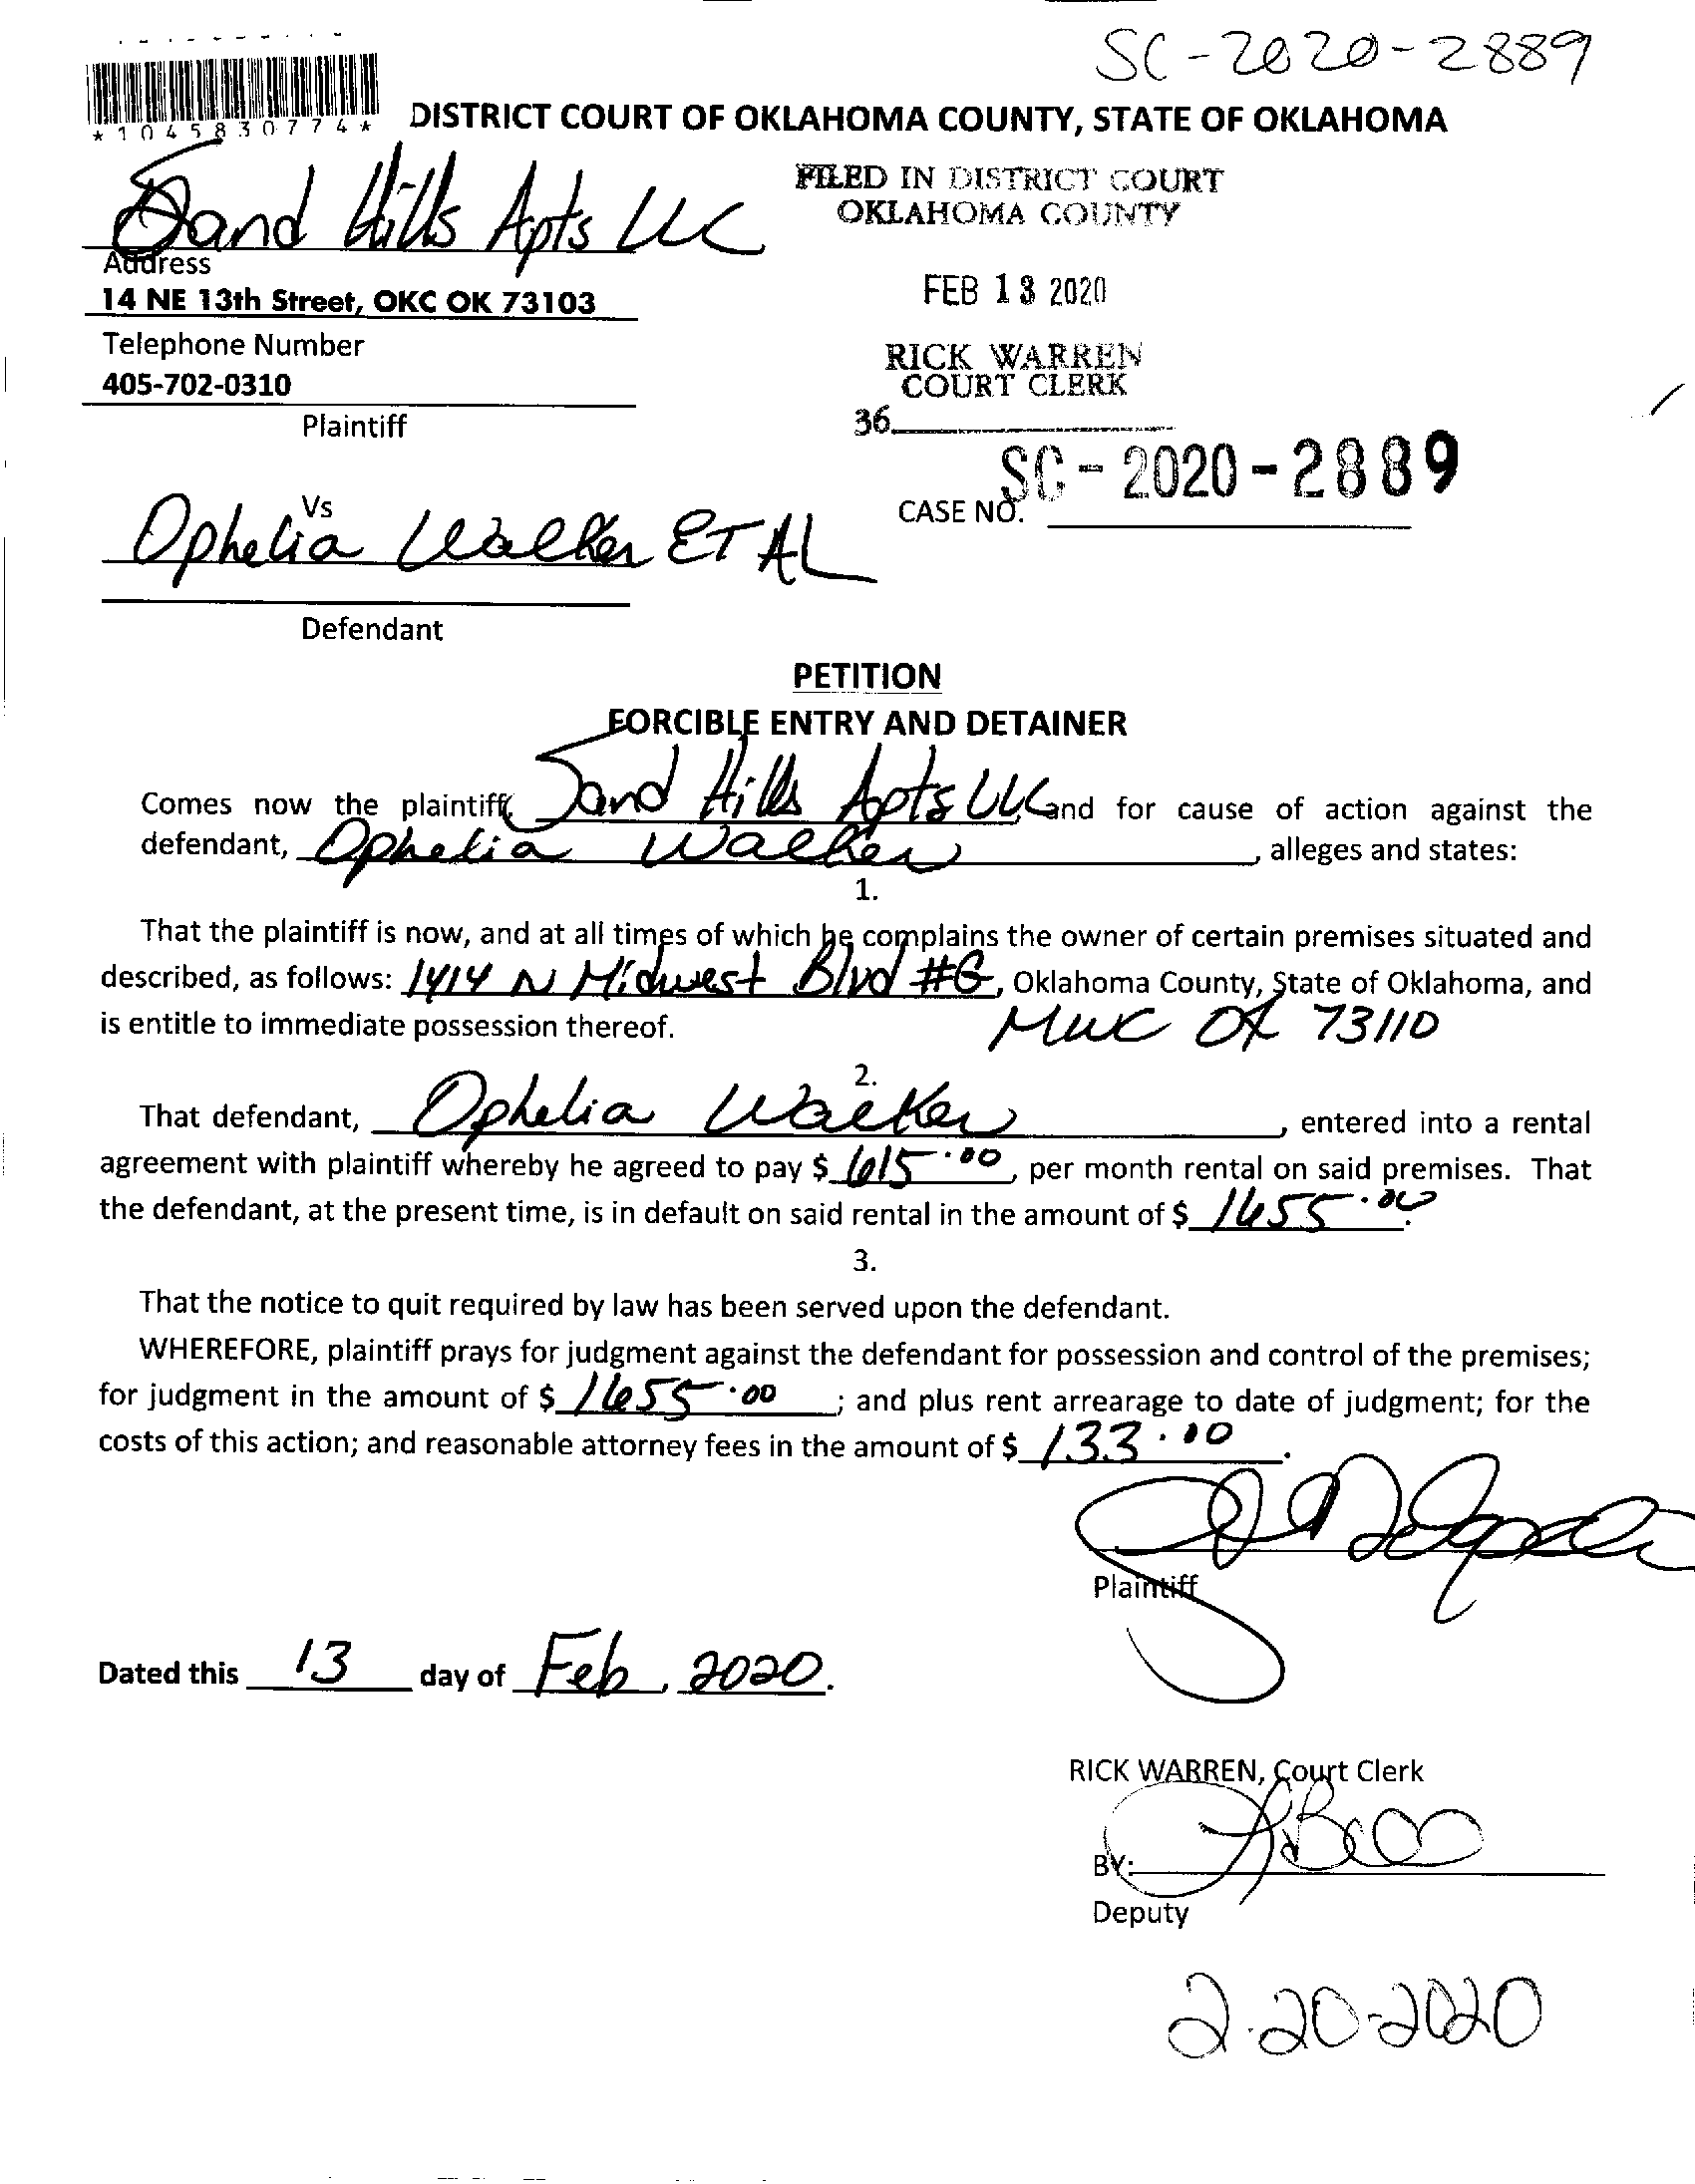 SC-2020-2889
*1045830774*
DISTRICT COURT OF OKLAHOMA COUNTY, STATE OF OKLAHOMA
Sand Hills Apts LLC
FILED IN DISTRICT COURT
OKLAHOMA COUNTY
Address
14 NE 13th Street, OKC OK 73103
FEB 13 2020
Telephone Number
405-702-0310
RICK WARREN
COURT CLERK
Plaintiff
36
SC-2020-2889
CASE NO.
Vs
Ophelia Walker ET AL
Defendant
PETITION
FORCIBLE ENTRY AND DETAINER
Comes now the plaintiff, Sand Hills Apts LLC, and for cause of action against the
defendant, Ophelia Walker, alleges and states:
1.
That the plaintiff is now, and at all times of which he complains the owner of certain premises situated and
described, as follows: 1414 N Midwest Blvd #G, Oklahoma County, State of Oklahoma, and
is entitle to immediate possession thereof. MWC OK 73110
2.
That defendant, Ophelia Walker, entered into a rental
agreement with plaintiff whereby he agreed to pay $ 615.00, per month rental on said premises. That
the defendant, at the present time, is in default on said rental in the amount of $ 1655.00.
3.
That the notice to quit required by law has been served upon the defendant.
WHEREFORE, plaintiff prays for judgment against the defendant for possession and control of the premises;
for judgment in the amount of $ 1655.00; and plus rent arrearage to date of judgment; for the
costs of this action; and reasonable attorney fees in the amount of $ 133.00.
Plaintiff
Dated this 13 day of Feb, 2020.
RICK WARREN, Court Clerk
BY:
Deputy
2-20-2020